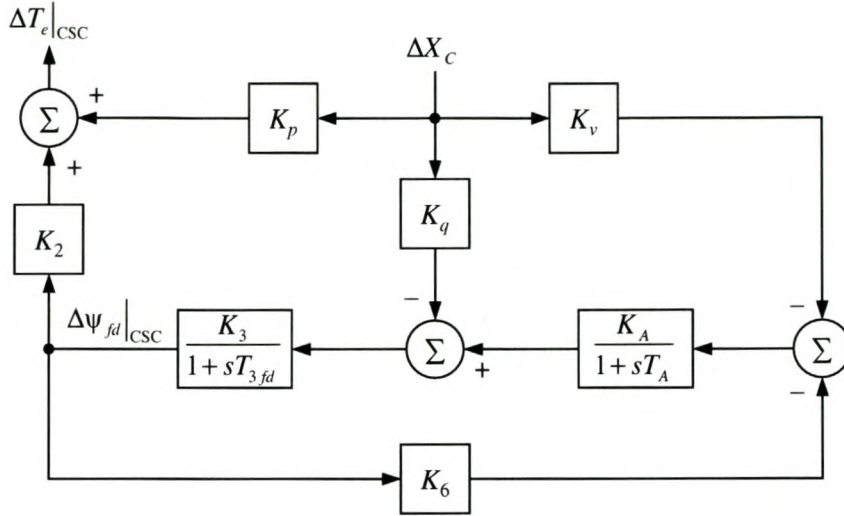 ΔT_e|_CSC
ΔX_C
+
Σ
K_p
K_v
+
K_q
K_2
−
−
Δψ_fd|_CSC
K_3
1 + sT_3fd
Σ
+
K_A
1 + sT_A
Σ
−
K_6